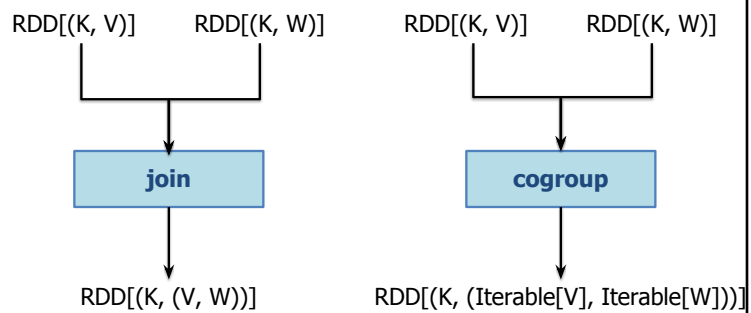 RDD[(K, V)] RDD[(K, W)] RDD[(K, V)] RDD[(K, W)]
join cogroup
RDD[(K, (V, W))] RDD[(K, (Iterable[V], Iterable[W]))]